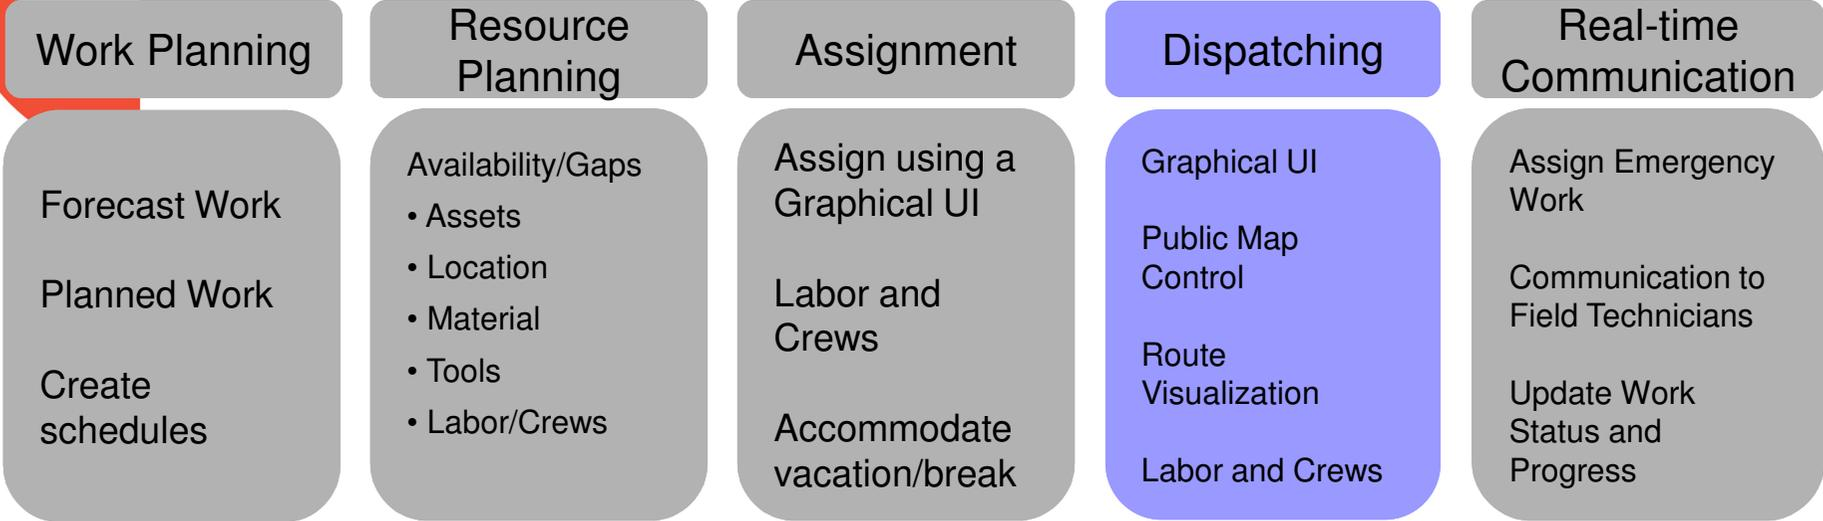 Work Planning
Forecast Work
Planned Work
Create
schedules
Resource
Planning
Availability/Gaps
• Assets
• Location
• Material
• Tools
• Labor/Crews
Assignment
Assign using a
Graphical UI
Labor and
Crews
Accommodate
vacation/break
Dispatching
Graphical UI
Public Map
Control
Route
Visualization
Labor and Crews
Real-time
Communication
Assign Emergency
Work
Communication to
Field Technicians
Update Work
Status and
Progress